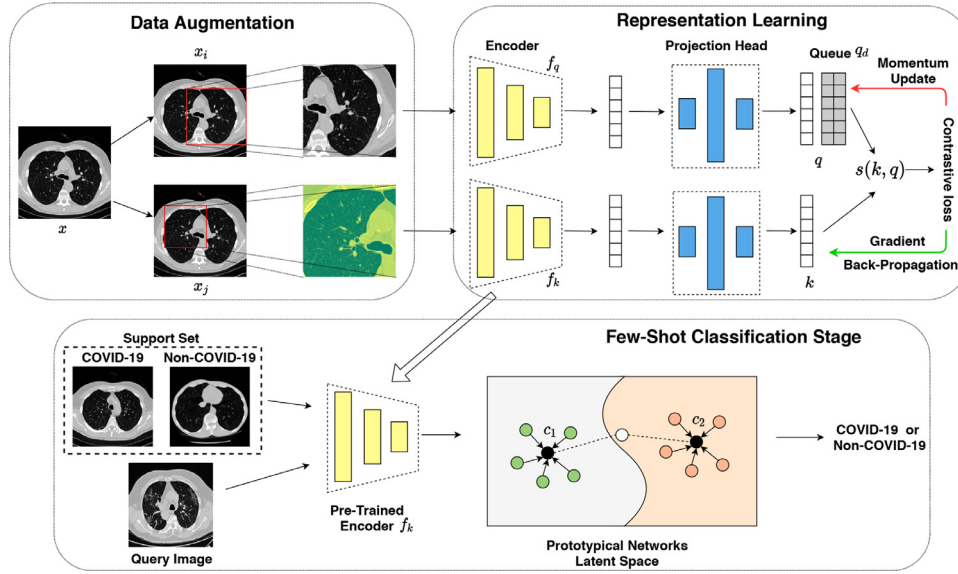 Data Augmentation
x_i
x
x_j
Representation Learning
Encoder
Projection Head
Queue q_d
f_q
Momentum
Update
q
s(k, q)
Contrastive loss
f_k
k
Gradient
Back-Propagation
Few-Shot Classification Stage
Support Set
COVID-19
Non-COVID-19
Query Image
Pre-Trained
Encoder f_k
c_1
c_2
Prototypical Networks
Latent Space
COVID-19 or
Non-COVID-19